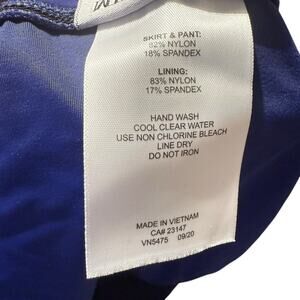 SKIRT & PANT:
82% NYLON
18% SPANDEX
LINING:
83% NYLON
17% SPANDEX
HAND WASH
COOL CLEAR WATER
USE NON CHLORINE BLEACH
LINE DRY
DO NOT IRON
MADE IN VIETNAM
CA# 23147
VN5475 09/20